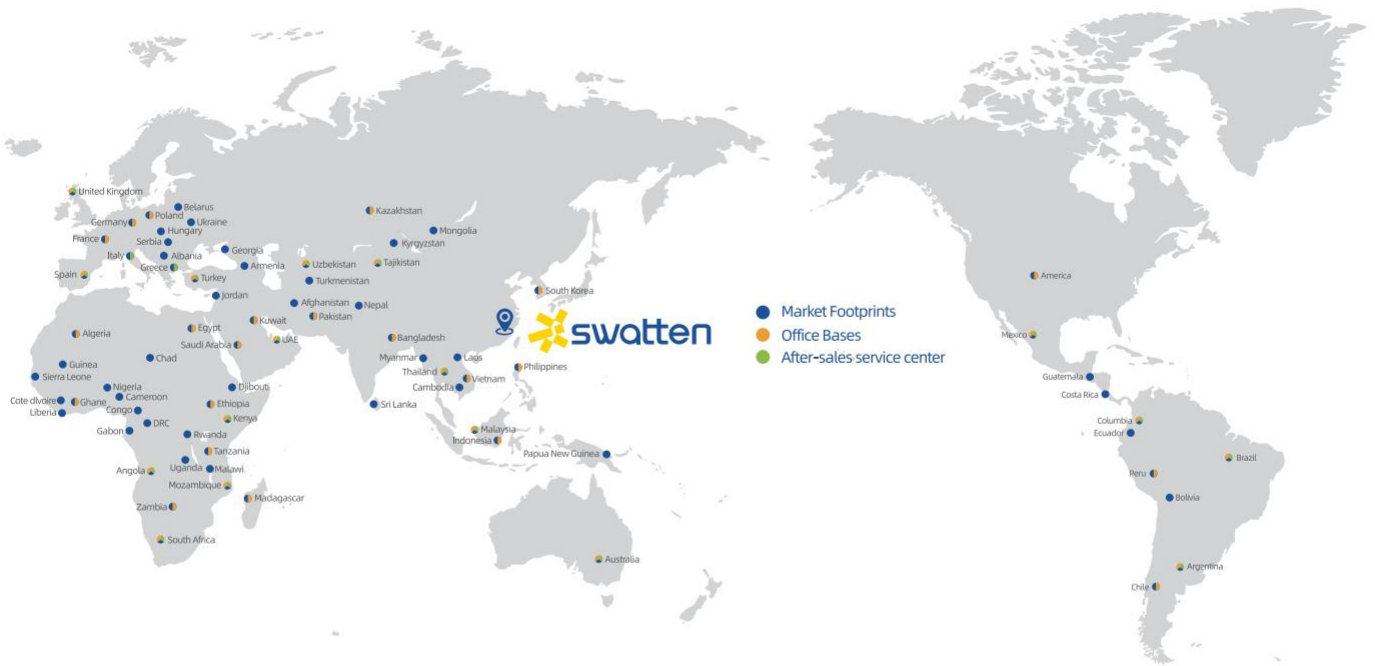 United Kingdom
Belarus
Poland
Germany
Ukraine
Hungary
France
Serbia
Georgia
Italy
Albania
Armenia
Greece
Spain
Turkey
Jordan
Kazakhstan
Mongolia
Kyrgyzstan
Uzbekistan
Tajikistan
Turkmenistan
Afghanistan
Nepal
Pakistan
South Korea
swatten
Market Footprints
Office Bases
After-sales service center
Algeria
Egypt
Kuwait
Saudi Arabia
UAE
Bangladesh
Myanmar
Laos
Thailand
Philippines
Vietnam
Cambodia
Sri Lanka
Guinea
Chad
Sierra Leone
Nigeria
Djibouti
Cote dIvoire
Ghane
Cameroon
Ethiopia
Liberia
Congo
Kenya
DRC
Gabon
Rwanda
Tanzania
Uganda
Malawi
Angola
Mozambique
Madagascar
Zambia
South Africa
Malaysia
Indonesia
Papua New Guinea
Australia
America
Mexico
Guatemala
Costa Rica
Columbia
Ecuador
Brazil
Peru
Bolivia
Argentina
Chile